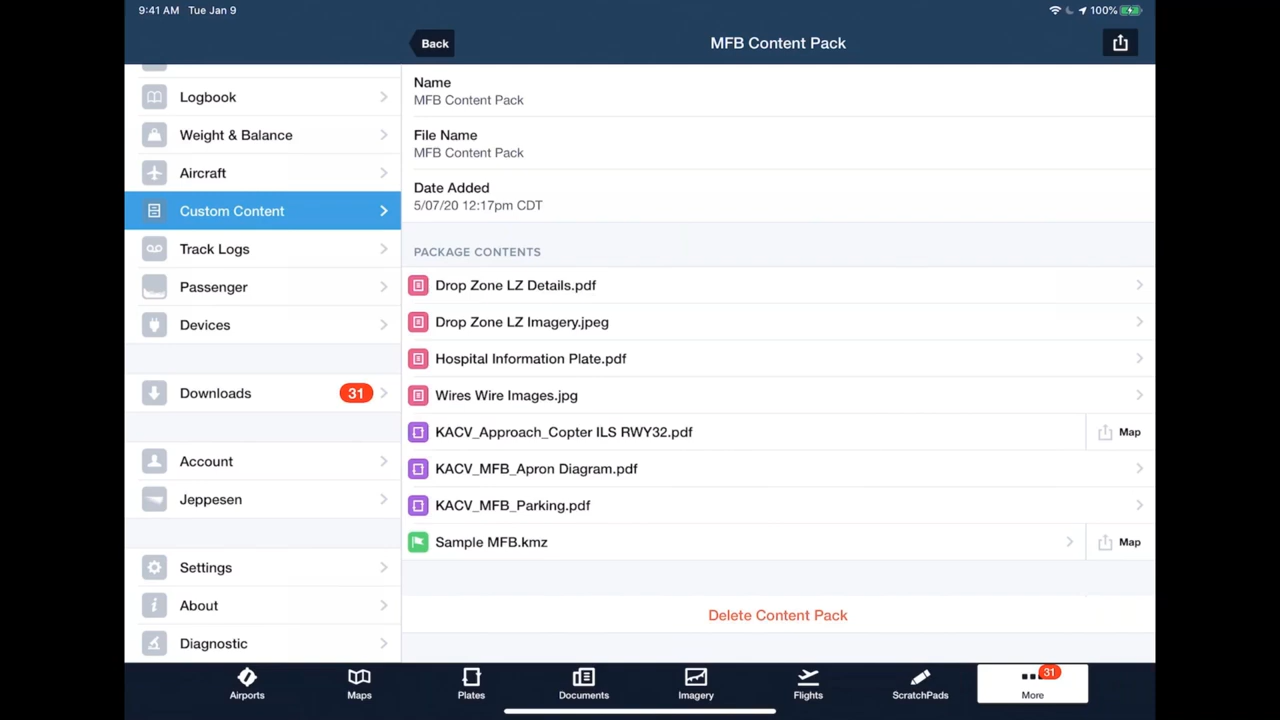 9:41 AM Tue Jan 9
100%
Back
MFB Content Pack
Logbook
Weight & Balance
Aircraft
Custom Content
Track Logs
Passenger
Devices
Downloads
31
Account
Jeppesen
Settings
About
Diagnostic
Name
MFB Content Pack
File Name
MFB Content Pack
Date Added
5/07/20 12:17pm CDT
PACKAGE CONTENTS
Drop Zone LZ Details.pdf
Drop Zone LZ Imagery.jpeg
Hospital Information Plate.pdf
Wires Wire Images.jpg
KACV_Approach_Copter ILS RWY32.pdf
Map
KACV_MFB_Apron Diagram.pdf
KACV_MFB_Parking.pdf
Sample MFB.kmz
Map
Delete Content Pack
Airports
Maps
Plates
Documents
Imagery
Flights
ScratchPads
31
More